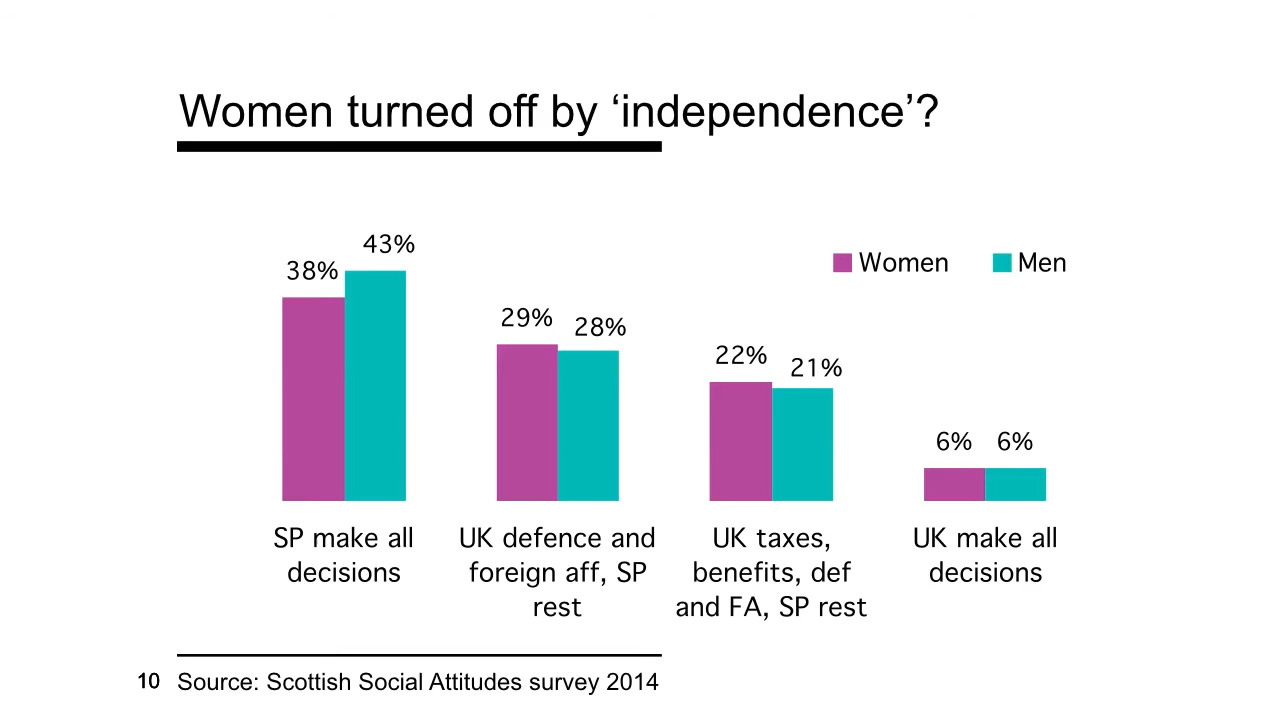 Women turned off by ‘independence’?
43%
38%
Women
Men
29%
28%
22%
21%
6%
6%
SP make all
decisions
UK defence and
foreign aff, SP
rest
UK taxes,
benefits, def
and FA, SP rest
UK make all
decisions
10 Source: Scottish Social Attitudes survey 2014